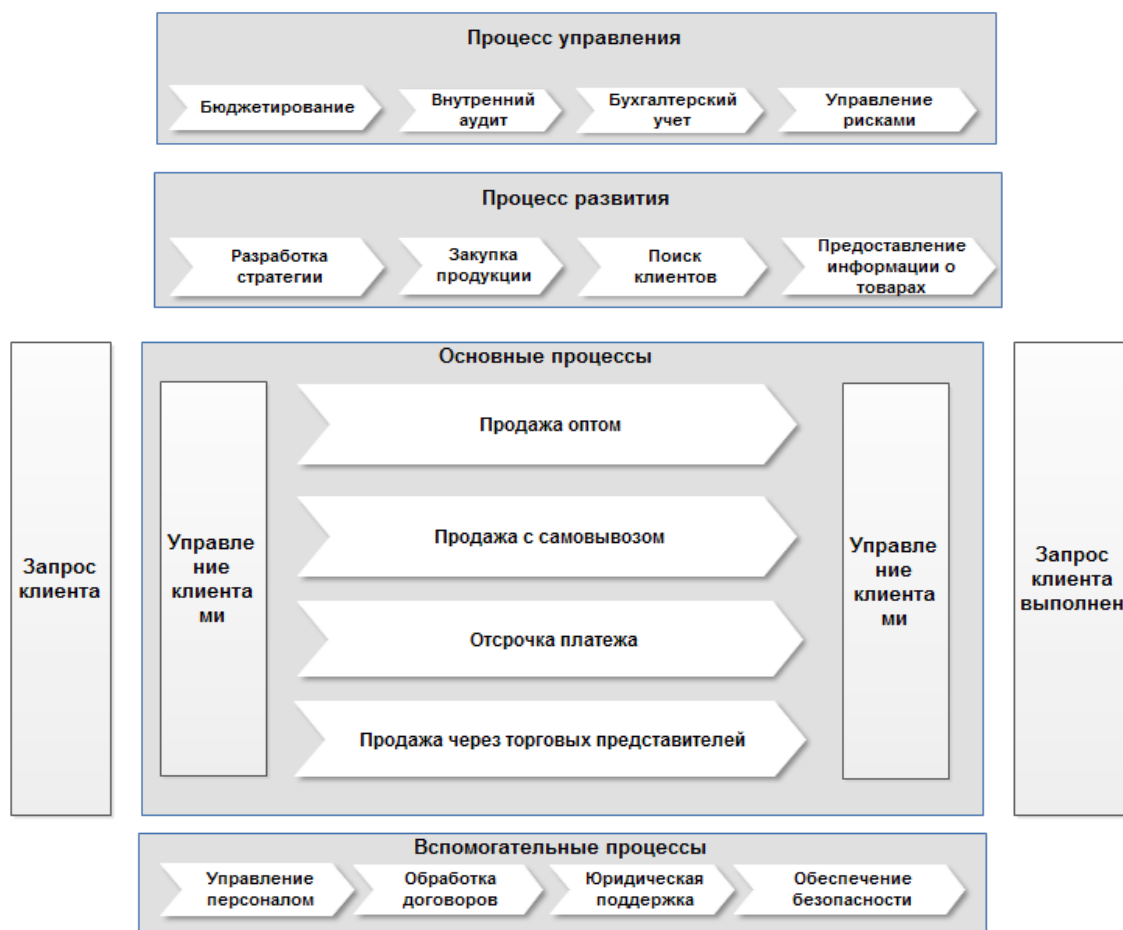 Процесс управления
Бюджетирование
Внутренний
аудит
Бухгалтерский
учет
Управление
рисками
Процесс развития
Разработка
стратегии
Закупка
продукции
Поиск
клиентов
Предоставление
информации о
товарах
Запрос
клиента
Основные процессы
Управле
ние
клиента
ми
Продажа оптом
Продажа с самовывозом
Отсрочка платежа
Продажа через торговых представителей
Управле
ние
клиента
ми
Запрос
клиента
выполнен
Вспомогательные процессы
Управление
персоналом
Обработка
договоров
Юридическая
поддержка
Обеспечение
безопасности